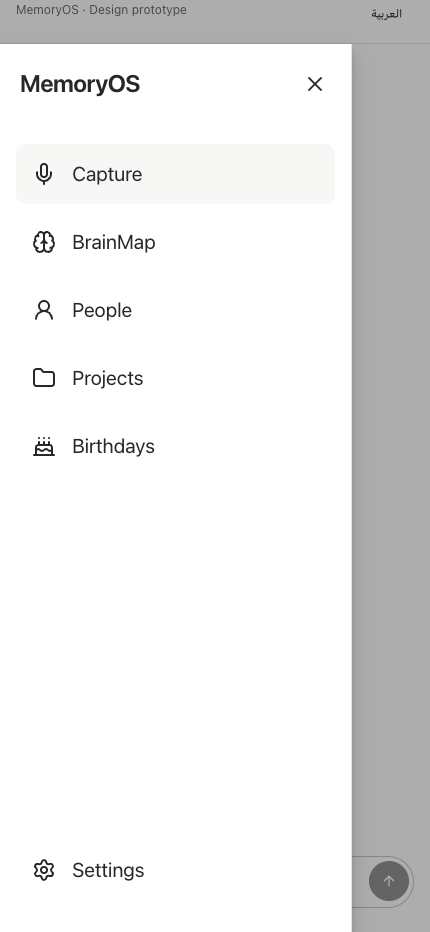 MemoryOS · Design prototype
العربية
MemoryOS
Capture
BrainMap
People
Projects
Birthdays
Settings